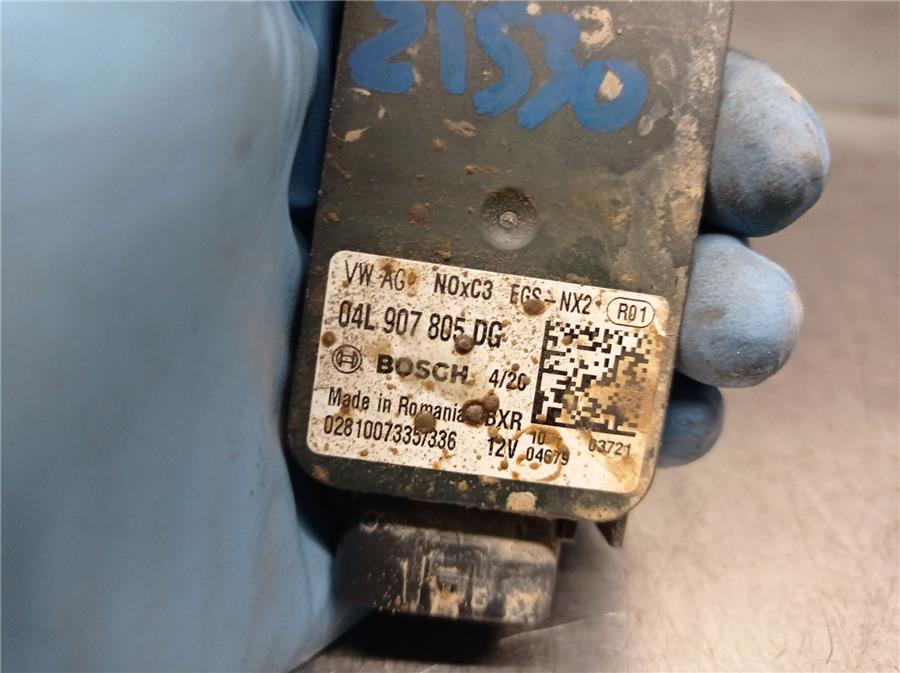 21530
VW AG NOxC3 EGS-NX2 R01
04L 907 805 DG
BOSCH 4/20
Made in Romania BXR 10 03721
0281007335/336 12V 04679